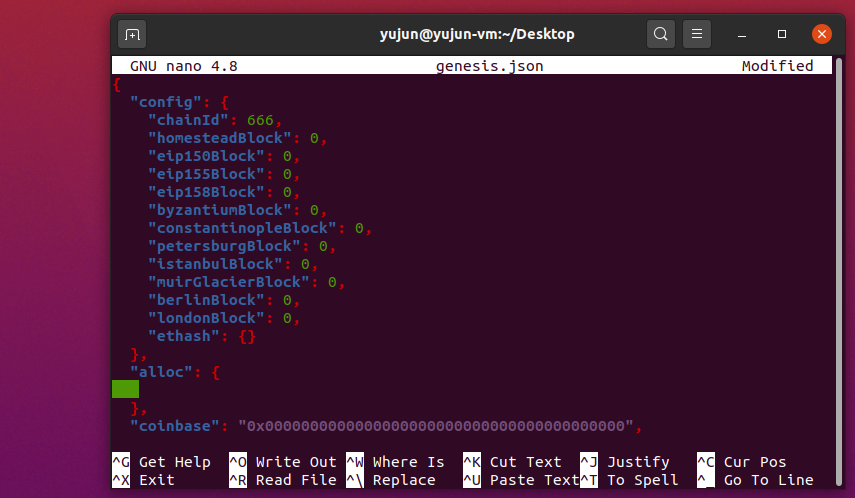 yujun@yujun-vm:~/Desktop
GNU nano 4.8 genesis.json Modified
{
"config": {
"chainId": 666,
"homesteadBlock": 0,
"eip150Block": 0,
"eip155Block": 0,
"eip158Block": 0,
"byzantiumBlock": 0,
"constantinopleBlock": 0,
"petersburgBlock": 0,
"istanbulBlock": 0,
"muirGlacierBlock": 0,
"berlinBlock": 0,
"londonBlock": 0,
"ethash": {}
},
"alloc": {
},
"coinbase": "0x0000000000000000000000000000000000000000",
^G Get Help ^O Write Out ^W Where Is ^K Cut Text ^J Justify ^C Cur Pos
^X Exit ^R Read File ^\ Replace ^U Paste Text ^T To Spell ^_ Go To Line